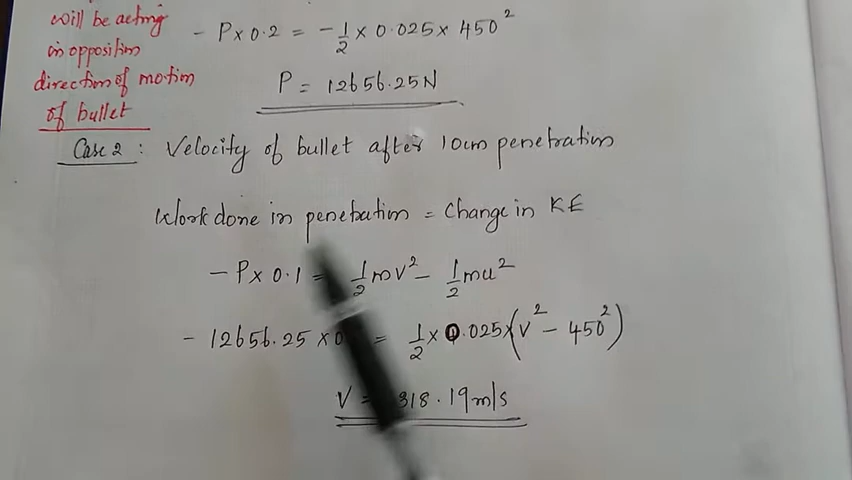 will be acting
in opposition
direction of motion
of bullet
- P x 0.2 = - 1/2 x 0.025 x 450²
P = 12656.25N
Case 2 : Velocity of bullet after 10cm penetration
Work done in penetration = Change in KE
- P x 0.1 = 1/2 mv² - 1/2 mu²
- 12656.25 x 0 = 1/2 x 0.025 x (v² - 450²)
V = 318.19m/s